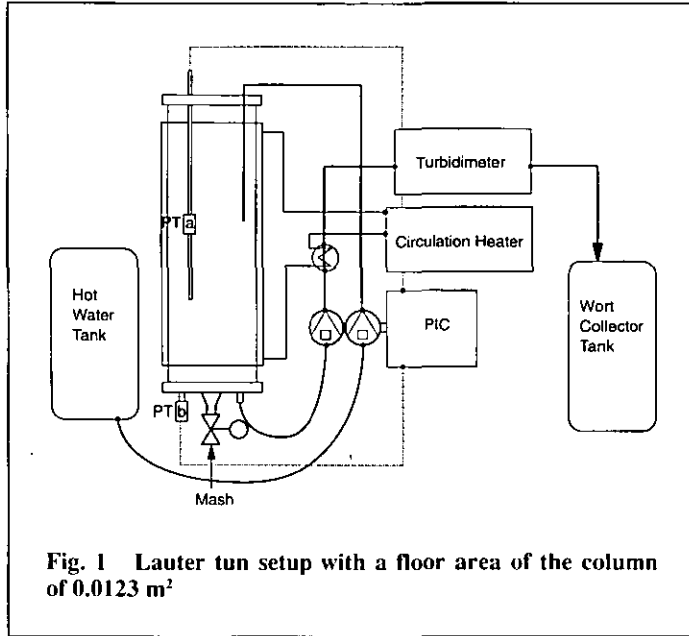 Turbidimeter
PT a
Circulation Heater
Hot
Water
Tank
PIC
Wort
Collector
Tank
PT b
Mash
Fig. 1 Lauter tun setup with a floor area of the column
of 0.0123 m²